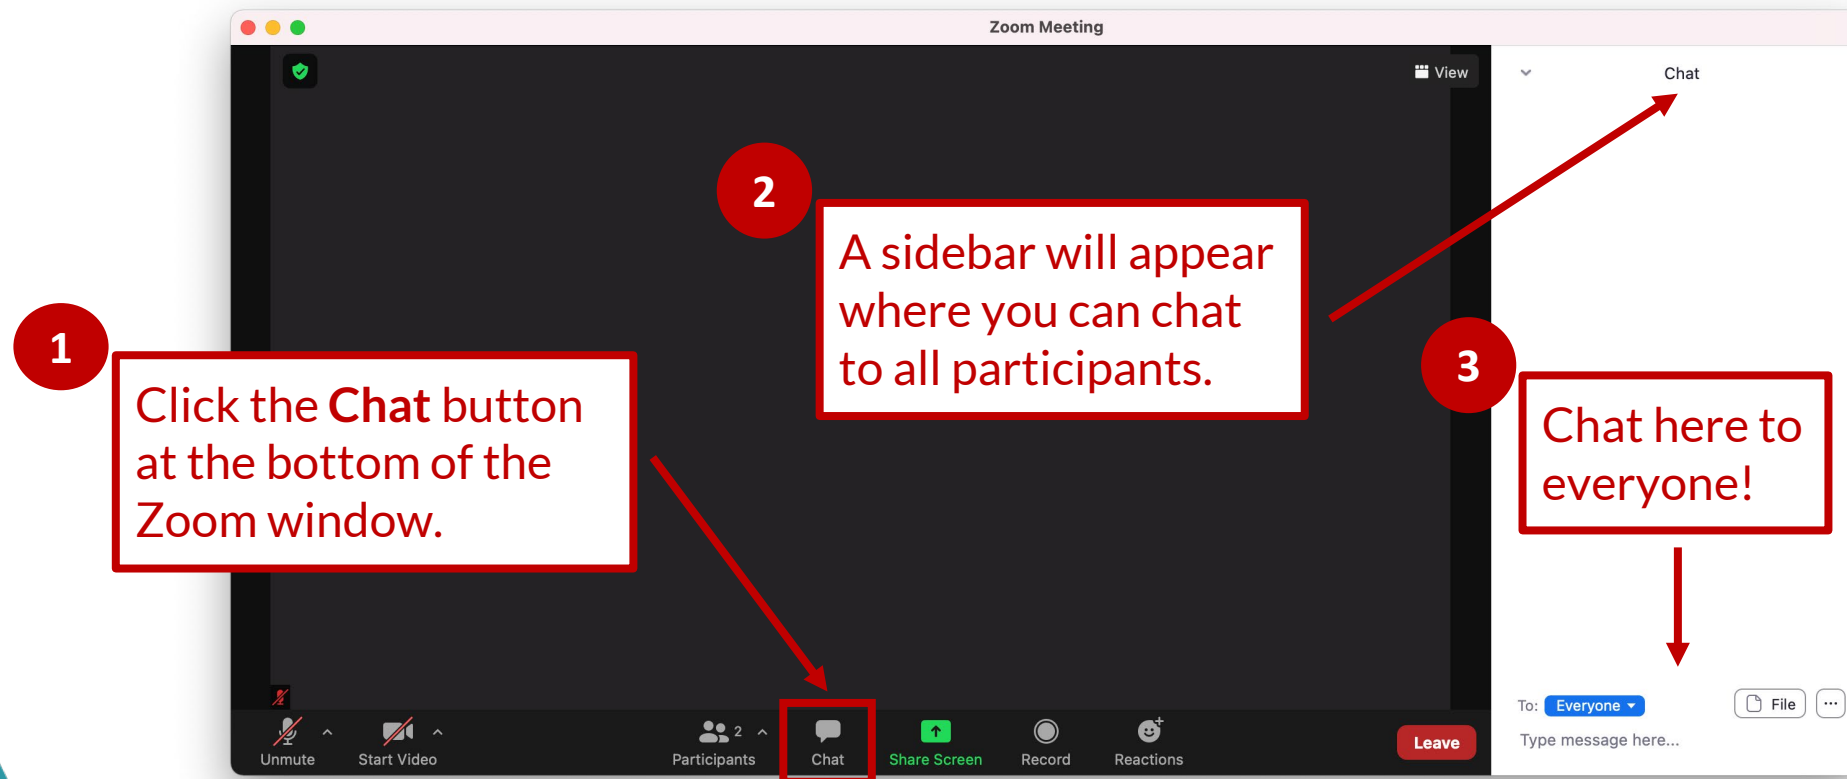 Zoom Meeting
View
Chat
1
Click the Chat button
at the bottom of the
Zoom window.
2
A sidebar will appear
where you can chat
to all participants.
3
Chat here to
everyone!
To: Everyone
File
Type message here...
Unmute
Start Video
2
Participants
Chat
Share Screen
Record
Reactions
Leave